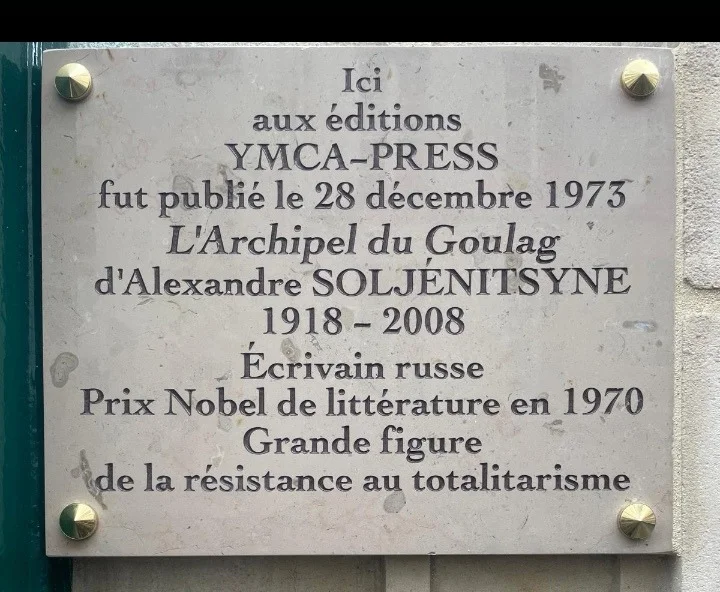 Ici
aux éditions
YMCA-PRESS
fut publié le 28 décembre 1973
L'Archipel du Goulag
d'Alexandre SOLJÉNITSYNE
1918 – 2008
Écrivain russe
Prix Nobel de littérature en 1970
Grande figure
de la résistance au totalitarisme